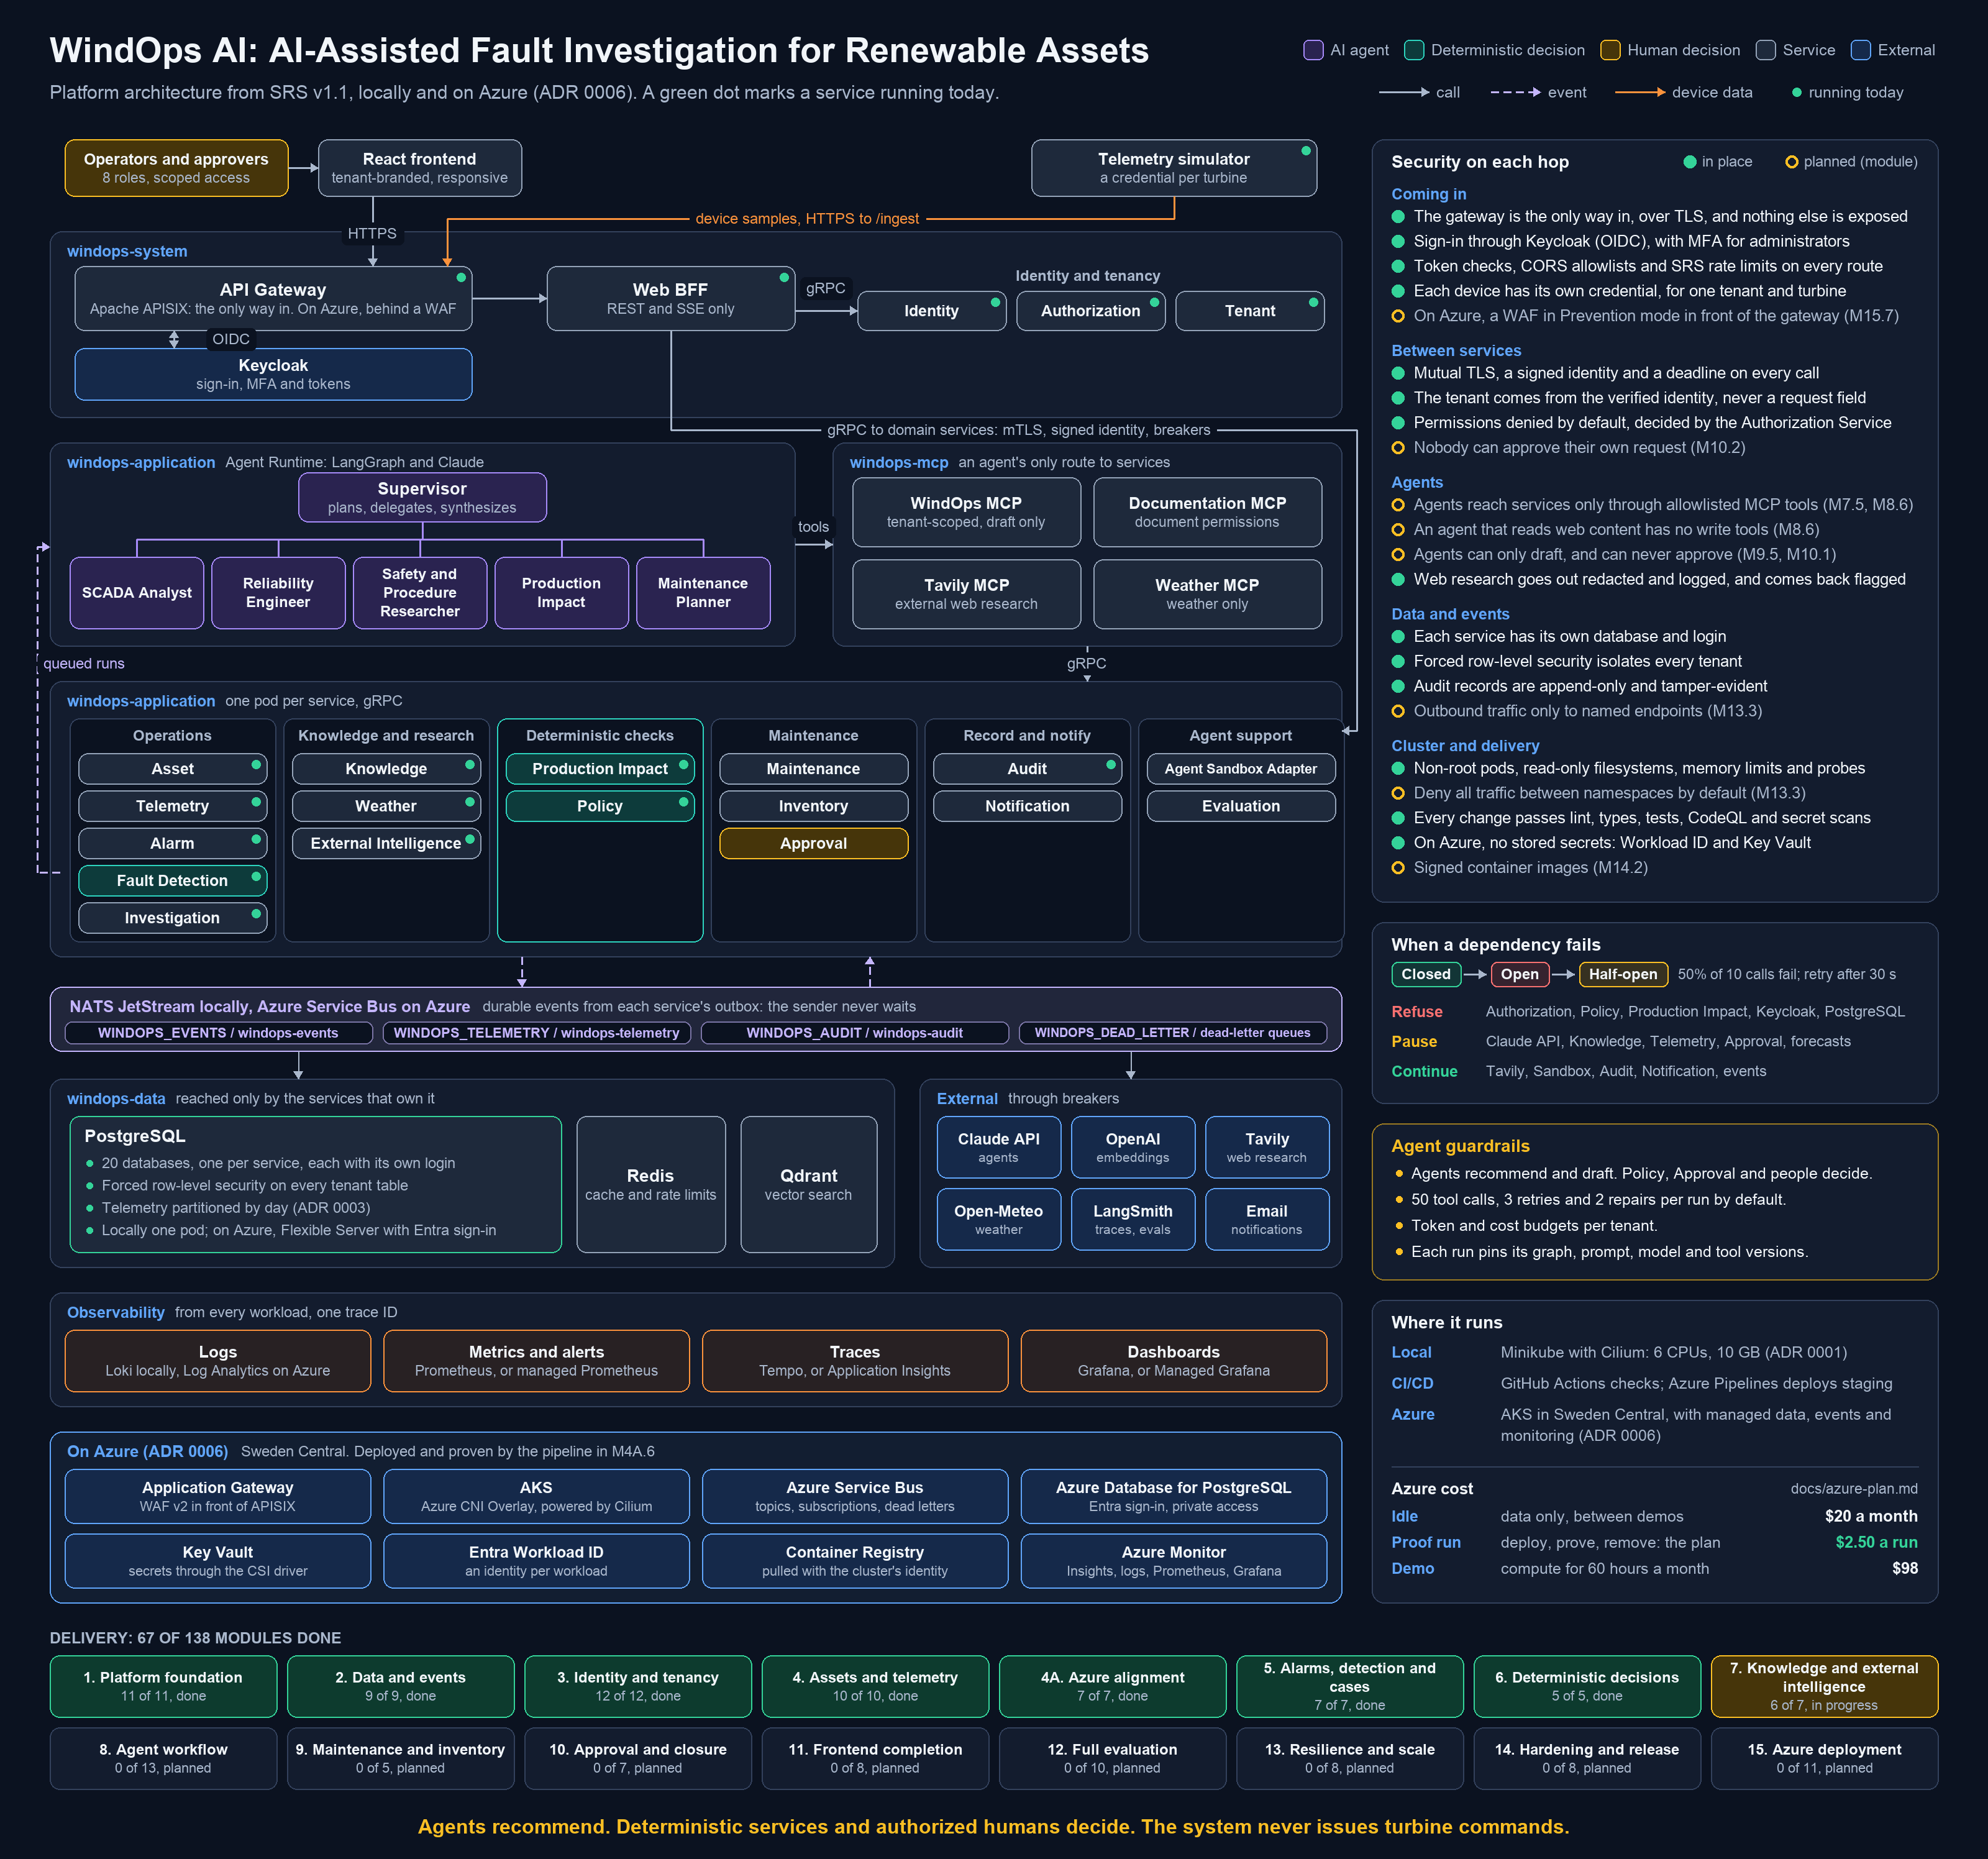 WindOps AI: AI-Assisted Fault Investigation for Renewable Assets
Platform architecture from SRS v1.1, locally and on Azure (ADR 0006). A green dot marks a service running today.
AI agent
Deterministic decision
Human decision
Service
External
call
event
device data
running today
Operators and approvers
8 roles, scoped access
React frontend
tenant-branded, responsive
Telemetry simulator
a credential per turbine
device samples, HTTPS to /ingest
HTTPS
windops-system
API Gateway
Apache APISIX: the only way in. On Azure, behind a WAF
Web BFF
REST and SSE only
gRPC
Identity and tenancy
Identity
Authorization
Tenant
OIDC
Keycloak
sign-in, MFA and tokens
gRPC to domain services: mTLS, signed identity, breakers
windops-application Agent Runtime: LangGraph and Claude
Supervisor
plans, delegates, synthesizes
SCADA Analyst
Reliability
Engineer
Safety and
Procedure
Researcher
Production
Impact
Maintenance
Planner
tools
windops-mcp an agent's only route to services
WindOps MCP
tenant-scoped, draft only
Documentation MCP
document permissions
Tavily MCP
external web research
Weather MCP
weather only
queued runs
gRPC
windops-application one pod per service, gRPC
Operations
Asset
Telemetry
Alarm
Fault Detection
Investigation
Knowledge and research
Knowledge
Weather
External Intelligence
Deterministic checks
Production Impact
Policy
Maintenance
Maintenance
Inventory
Approval
Record and notify
Audit
Notification
Agent support
Agent Sandbox Adapter
Evaluation
NATS JetStream locally, Azure Service Bus on Azure durable events from each service's outbox: the sender never waits
WINDOPS_EVENTS / windops-events
WINDOPS_TELEMETRY / windops-telemetry
WINDOPS_AUDIT / windops-audit
WINDOPS_DEAD_LETTER / dead-letter queues
windops-data reached only by the services that own it
PostgreSQL
20 databases, one per service, each with its own login
Forced row-level security on every tenant table
Telemetry partitioned by day (ADR 0003)
Locally one pod; on Azure, Flexible Server with Entra sign-in
Redis
cache and rate limits
Qdrant
vector search
External through breakers
Claude API
agents
OpenAI
embeddings
Tavily
web research
Open-Meteo
weather
LangSmith
traces, evals
Email
notifications
Observability from every workload, one trace ID
Logs
Loki locally, Log Analytics on Azure
Metrics and alerts
Prometheus, or managed Prometheus
Traces
Tempo, or Application Insights
Dashboards
Grafana, or Managed Grafana
On Azure (ADR 0006) Sweden Central. Deployed and proven by the pipeline in M4A.6
Application Gateway
WAF v2 in front of APISIX
AKS
Azure CNI Overlay, powered by Cilium
Azure Service Bus
topics, subscriptions, dead letters
Azure Database for PostgreSQL
Entra sign-in, private access
Key Vault
secrets through the CSI driver
Entra Workload ID
an identity per workload
Container Registry
pulled with the cluster's identity
Azure Monitor
Insights, logs, Prometheus, Grafana
Security on each hop
in place
planned (module)
Coming in
The gateway is the only way in, over TLS, and nothing else is exposed
Sign-in through Keycloak (OIDC), with MFA for administrators
Token checks, CORS allowlists and SRS rate limits on every route
Each device has its own credential, for one tenant and turbine
On Azure, a WAF in Prevention mode in front of the gateway (M15.7)
Between services
Mutual TLS, a signed identity and a deadline on every call
The tenant comes from the verified identity, never a request field
Permissions denied by default, decided by the Authorization Service
Nobody can approve their own request (M10.2)
Agents
Agents reach services only through allowlisted MCP tools (M7.5, M8.6)
An agent that reads web content has no write tools (M8.6)
Agents can only draft, and can never approve (M9.5, M10.1)
Web research goes out redacted and logged, and comes back flagged
Data and events
Each service has its own database and login
Forced row-level security isolates every tenant
Audit records are append-only and tamper-evident
Outbound traffic only to named endpoints (M13.3)
Cluster and delivery
Non-root pods, read-only filesystems, memory limits and probes
Deny all traffic between namespaces by default (M13.3)
Every change passes lint, types, tests, CodeQL and secret scans
On Azure, no stored secrets: Workload ID and Key Vault
Signed container images (M14.2)
When a dependency fails
Closed
Open
Half-open
50% of 10 calls fail; retry after 30 s
Refuse Authorization, Policy, Production Impact, Keycloak, PostgreSQL
Pause Claude API, Knowledge, Telemetry, Approval, forecasts
Continue Tavily, Sandbox, Audit, Notification, events
Agent guardrails
Agents recommend and draft. Policy, Approval and people decide.
50 tool calls, 3 retries and 2 repairs per run by default.
Token and cost budgets per tenant.
Each run pins its graph, prompt, model and tool versions.
Where it runs
Local Minikube with Cilium: 6 CPUs, 10 GB (ADR 0001)
CI/CD GitHub Actions checks; Azure Pipelines deploys staging
Azure AKS in Sweden Central, with managed data, events and
monitoring (ADR 0006)
Azure cost docs/azure-plan.md
Idle data only, between demos $20 a month
Proof run deploy, prove, remove: the plan $2.50 a run
Demo compute for 60 hours a month $98
DELIVERY: 67 OF 138 MODULES DONE
1. Platform foundation
11 of 11, done
2. Data and events
9 of 9, done
3. Identity and tenancy
12 of 12, done
4. Assets and telemetry
10 of 10, done
4A. Azure alignment
7 of 7, done
5. Alarms, detection and
cases
7 of 7, done
6. Deterministic decisions
5 of 5, done
7. Knowledge and external
intelligence
6 of 7, in progress
8. Agent workflow
0 of 13, planned
9. Maintenance and inventory
0 of 5, planned
10. Approval and closure
0 of 7, planned
11. Frontend completion
0 of 8, planned
12. Full evaluation
0 of 10, planned
13. Resilience and scale
0 of 8, planned
14. Hardening and release
0 of 8, planned
15. Azure deployment
0 of 11, planned
Agents recommend. Deterministic services and authorized humans decide. The system never issues turbine commands.